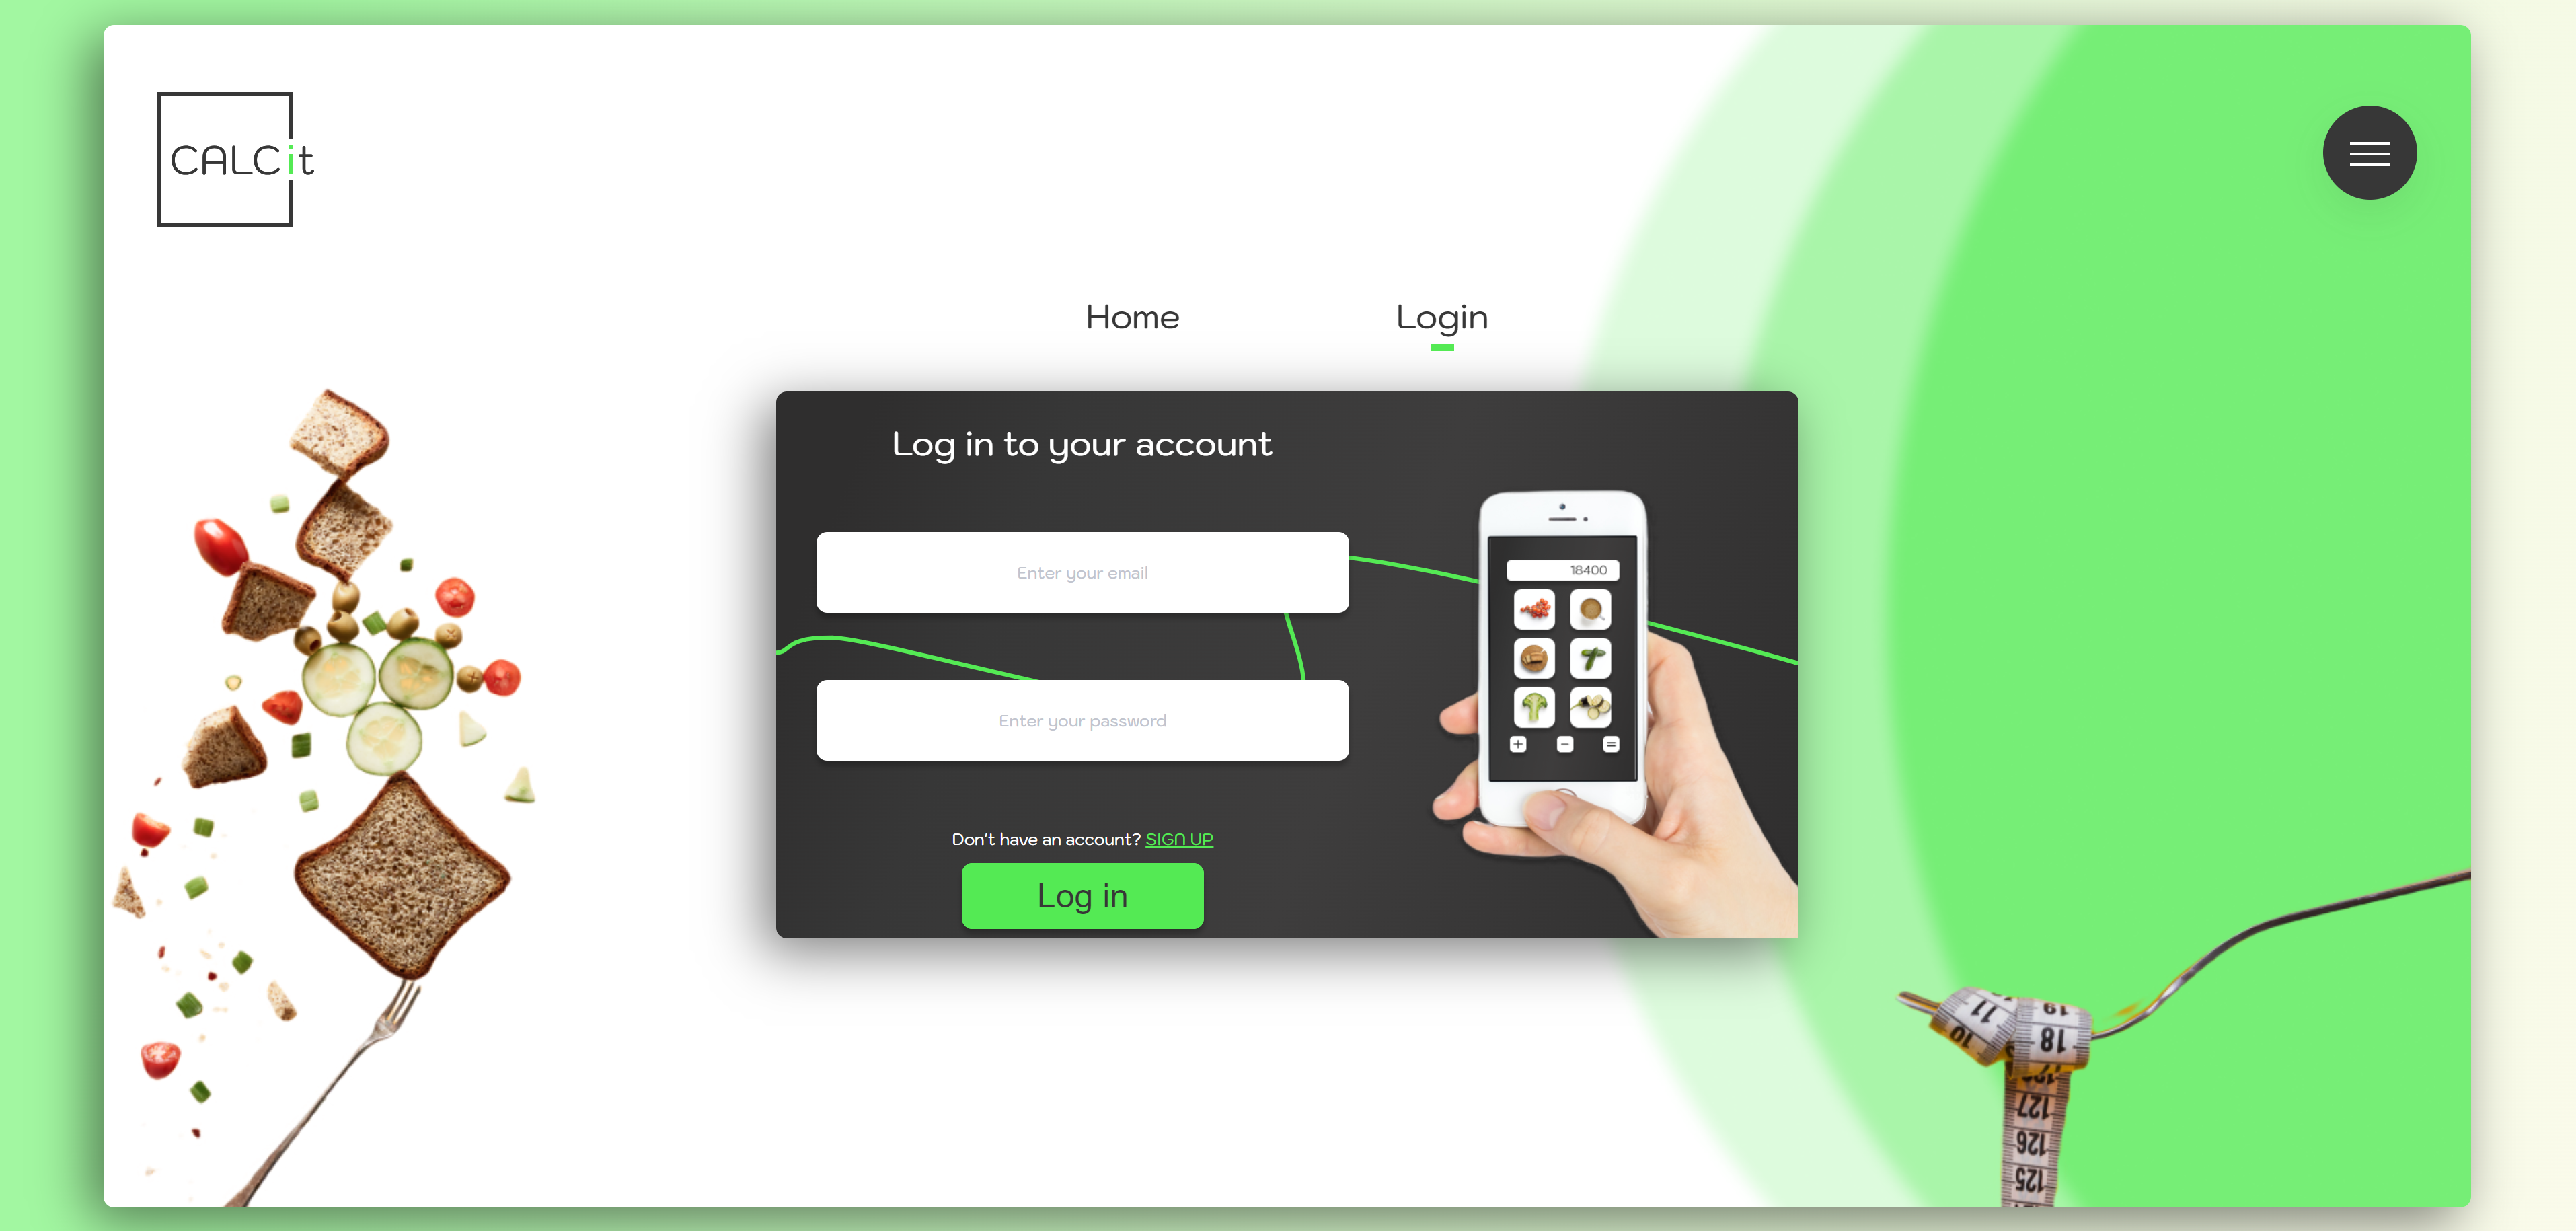 CALCit
Home
Login
Log in to your account
Enter your email
Enter your password
Don't have an account? SIGN UP
Log in
18400
+ − =
11
10
19
18
127
126
125